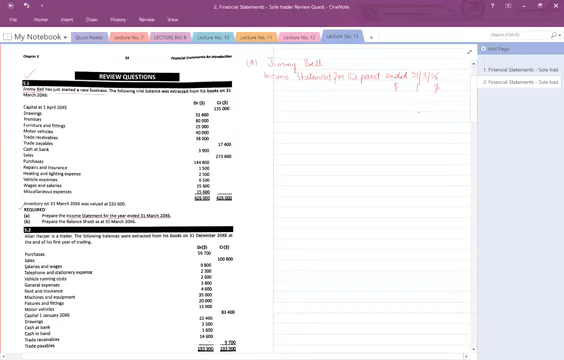 2. Financial Statements - Sole trader Review Quest - OneNote
File Home Insert Draw History Review View
My Notebook
Quick Notes Lecture No. 7 LECTURE NO 8 Lecture No. 10 Lecture No. 11 Lecture No. 12 Lecture No. 13 +
Search (Ctrl+E)
Add Page
1. Financial Statements - Sole trad
2. Financial Statements - Sole trad
Chapter 5 Financial Statements An Introduction
REVIEW QUESTIONS
5.1
Jimmy Bell has just started a new business. The following trial balance was extracted from his books on 31
March 20X6.
Dr ($) Cr ($)
Capital at 1 April 20X5 135 000
Drawings 32 600
Premises 80 000
Furniture and fittings 25 000
Motor vehicles 40 000
Trade receivables 38 000
Trade payables 17 400
Cash at bank 3 900
Sales 273 600
Purchases 144 800
Repairs and insurance 1 500
Heating and lighting expense 2 500
Vehicle expenses 6 500
Wages and salaries 35 600
Miscellaneous expenses 15 600
426 000 426 000
Inventory on 31 March 20X6 was valued at $32 600.
REQUIRED
(a) Prepare the Income Statement for the year ended 31 March 20X6.
(b) Prepare the Balance Sheet as at 31 March 20X6.
5.2
Allan Harper is a trader. The following balances were extracted from his books on 31 December 20X6 at
the end of his first year of trading.
Dr($) Cr($)
Purchases 59 700
Sales 100 800
Salaries and wages 9 800
Telephone and stationery expense 2 300
Vehicle running costs 2 600
General expenses 3 800
Rent and insurance 4 600
Machines and equipment 35 000
Fixtures and fittings 20 000
Motor vehicles 15 000
Capital 1 January 20X6 83 400
Drawings 22 400
Cash at bank 2 500
Cash in hand 1 600
Trade receivables 14 600
Trade payables 9 700
193 900 193 900
(a) Jimmy Bell
Income Statement for the year ended 31/3/X6
$ $